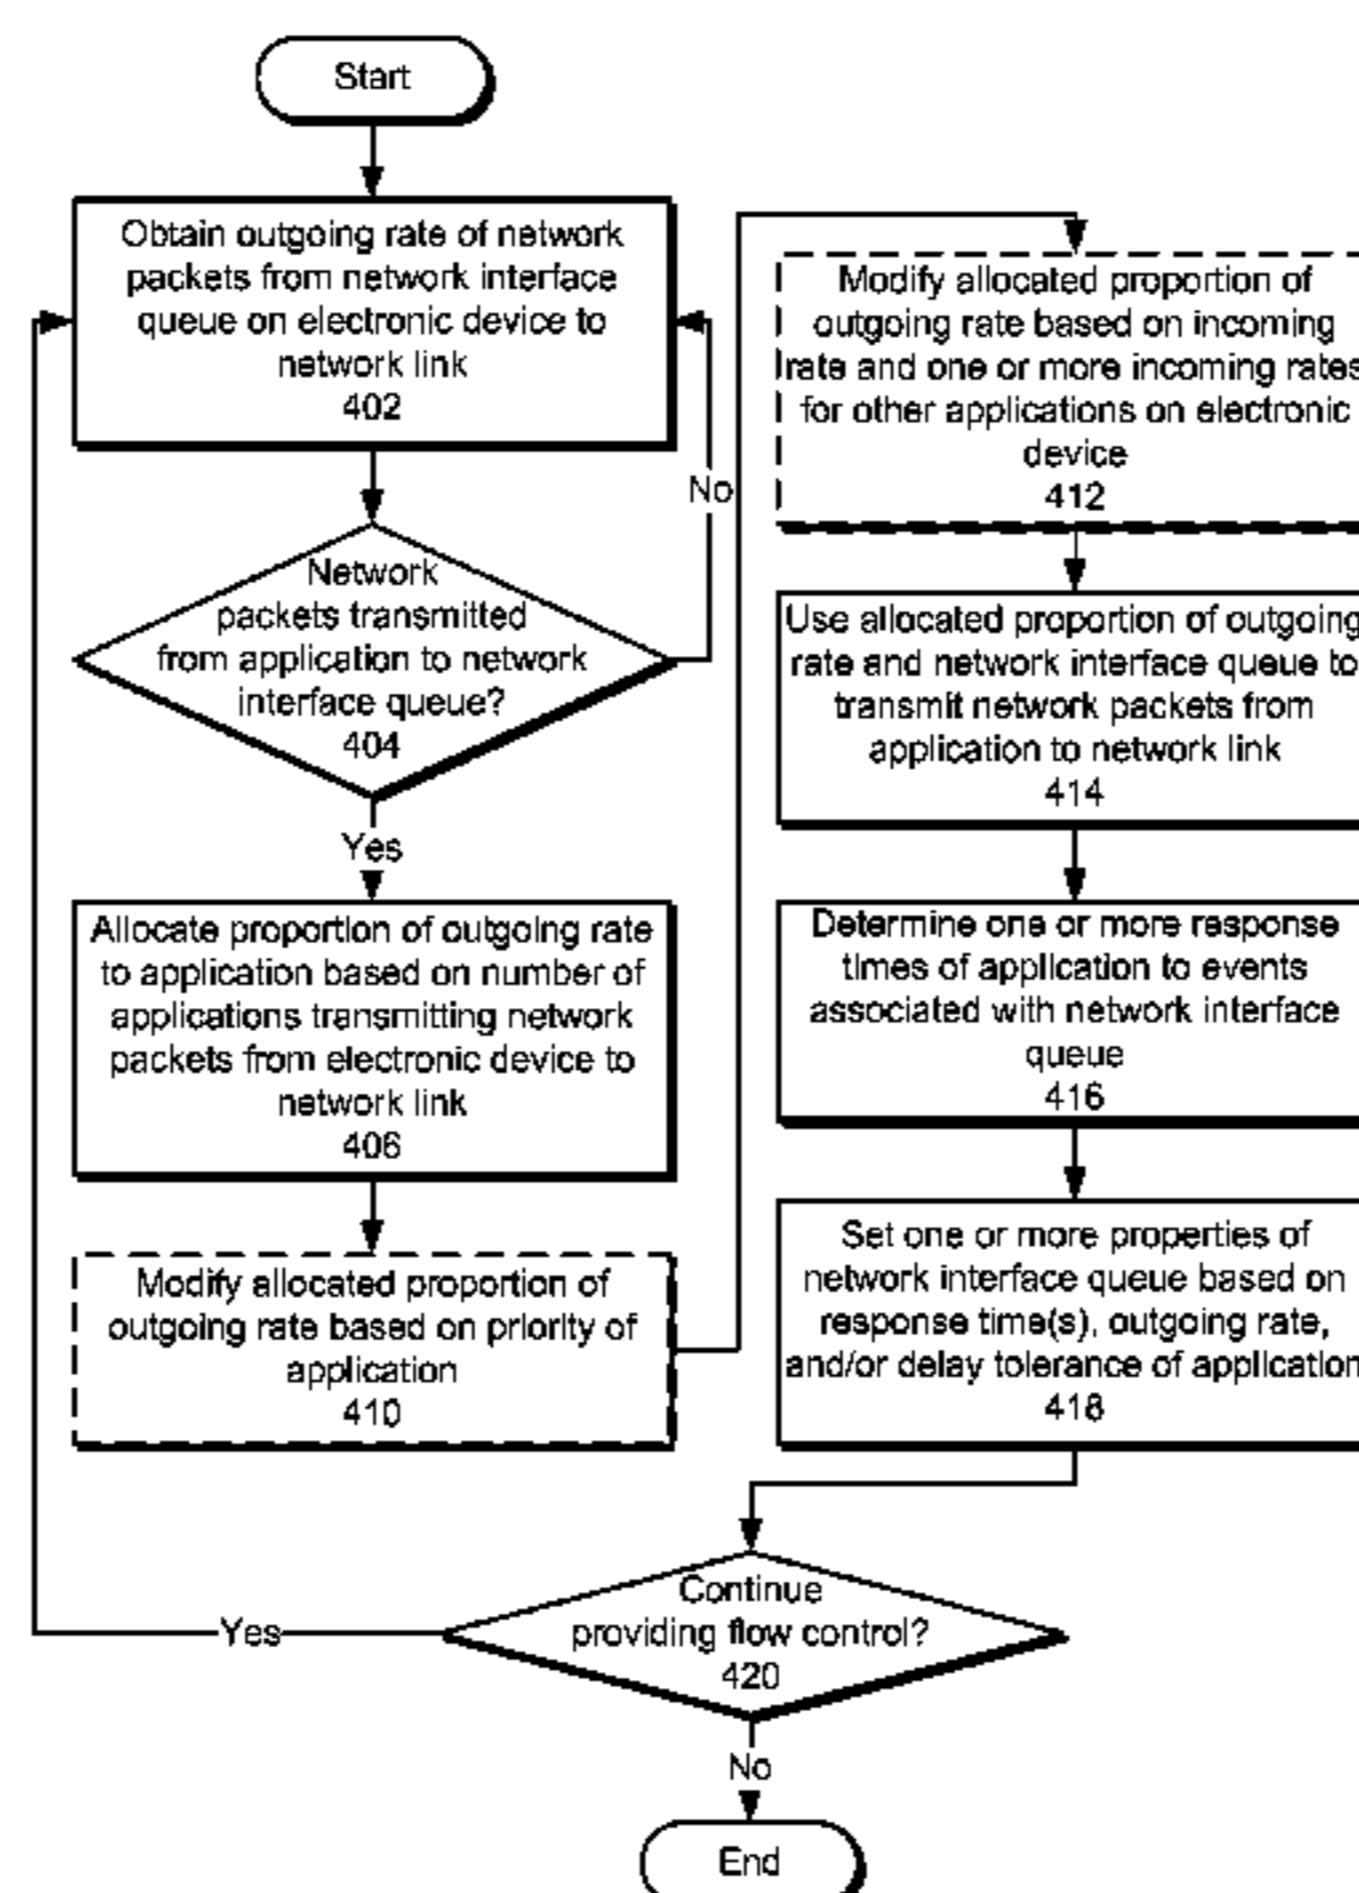 Start
Obtain outgoing rate of network
packets from network interface
queue on electronic device to
network link
402
No
Network
packets transmitted
from application to network
interface queue?
404
Yes
Allocate proportion of outgoing rate
to application based on number of
applications transmitting network
packets from electronic device to
network link
406
Modify allocated proportion of
outgoing rate based on priority of
application
410
Modify allocated proportion of
outgoing rate based on incoming
rate and one or more incoming rates
for other applications on electronic
device
412
Use allocated proportion of outgoing
rate and network interface queue to
transmit network packets from
application to network link
414
Determine one or more response
times of application to events
associated with network interface
queue
416
Set one or more properties of
network interface queue based on
response time(s), outgoing rate,
and/or delay tolerance of application
418
Continue
providing flow control?
420
Yes
No
End